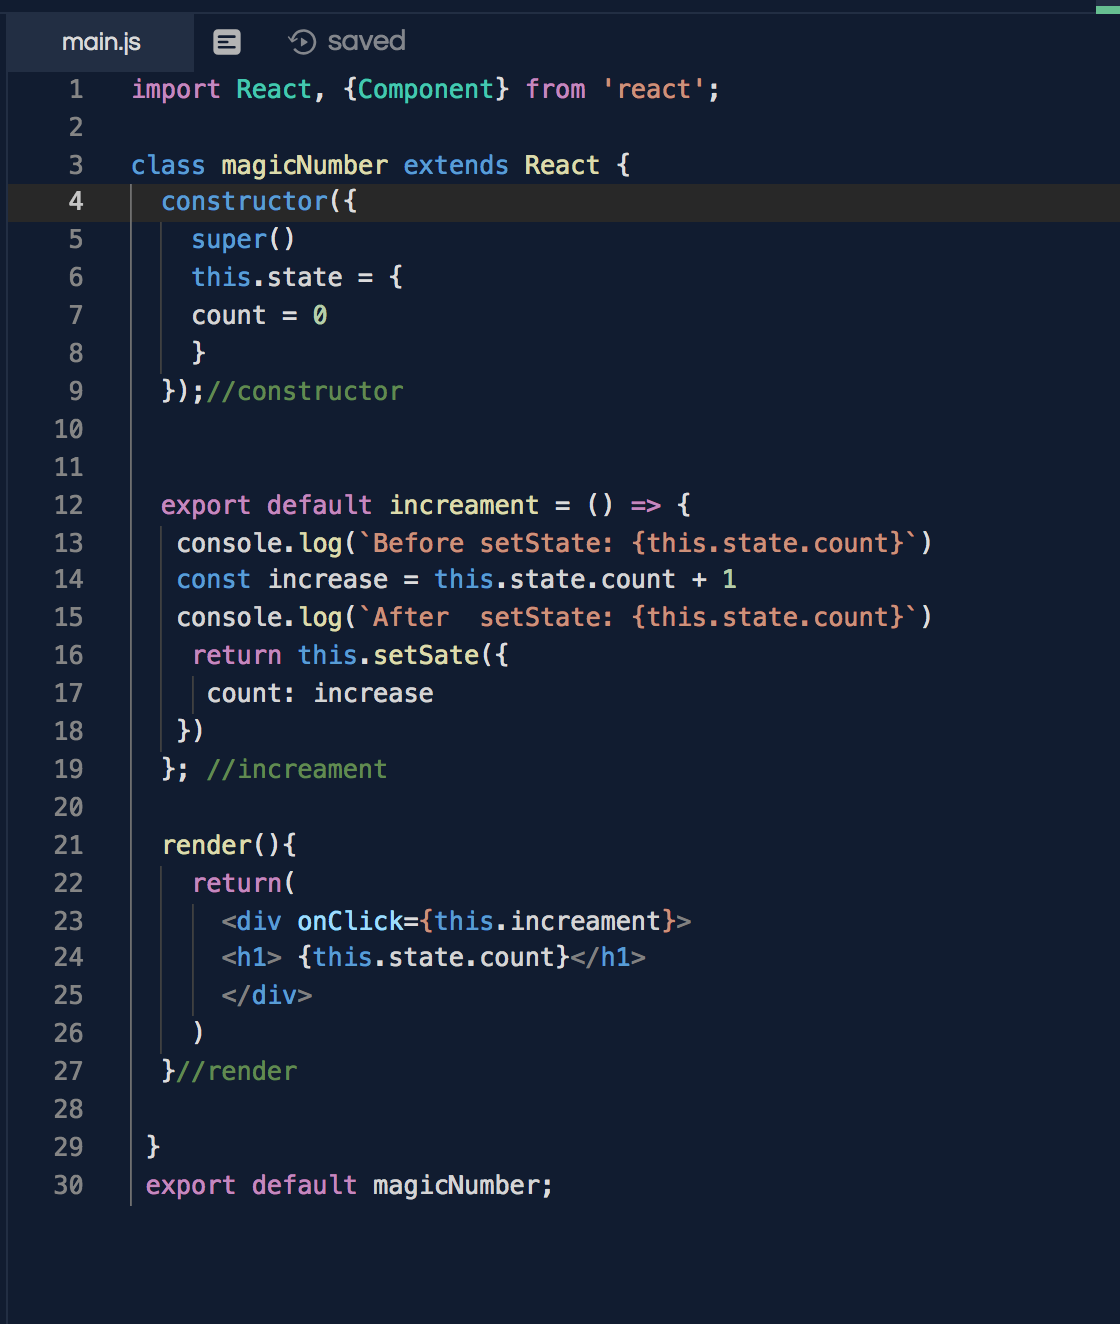 main.js saved
1 import React, {Component} from 'react';
2
3 class magicNumber extends React {
4 constructor({
5 super()
6 this.state = {
7 count = 0
8 }
9 });//constructor
10
11
12 export default increament = () => {
13 console.log(`Before setState: {this.state.count}`)
14 const increase = this.state.count + 1
15 console.log(`After  setState: {this.state.count}`)
16 return this.setSate({
17 count: increase
18 })
19 }; //increament
20
21 render(){
22 return(
23 <div onClick={this.increament}>
24 <h1> {this.state.count}</h1>
25 </div>
26 )
27 }//render
28
29 }
30 export default magicNumber;